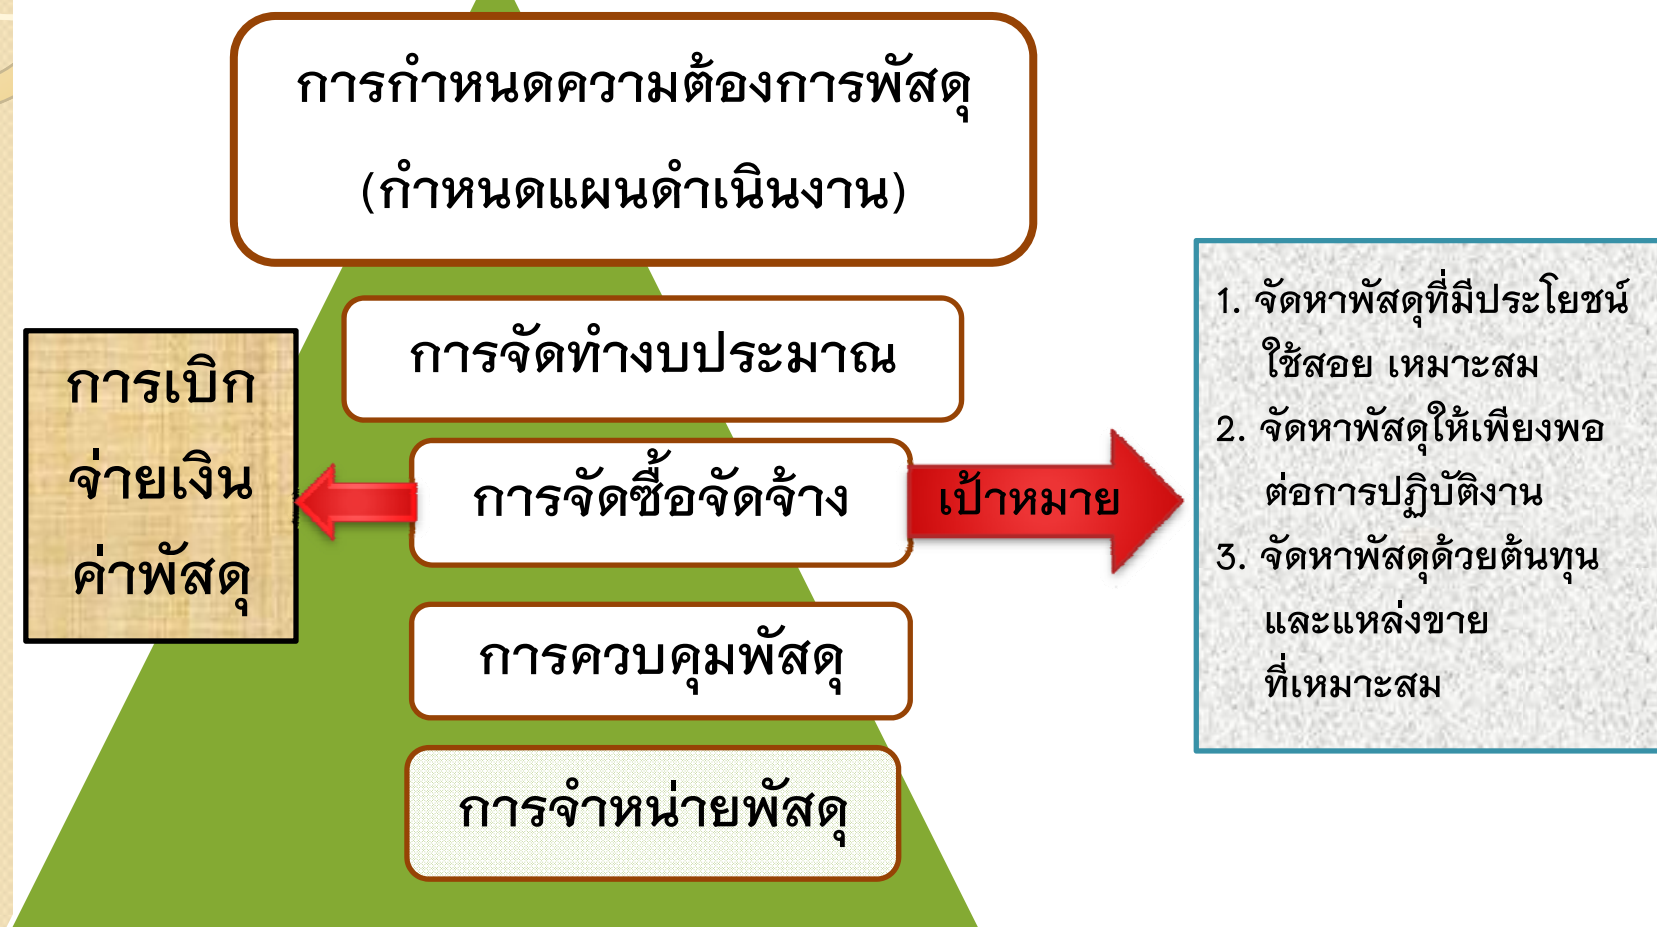 การกำหนดความต้องการพัสดุ
(กำหนดแผนดำเนินงาน)
การจัดทำงบประมาณ
การเบิก
จ่ายเงิน
ค่าพัสดุ
การจัดซื้อจัดจ้าง
เป้าหมาย
1. จัดหาพัสดุที่มีประโยชน์
ใช้สอย เหมาะสม
2. จัดหาพัสดุให้เพียงพอ
ต่อการปฏิบัติงาน
3. จัดหาพัสดุด้วยต้นทุน
และแหล่งขาย
ที่เหมาะสม
การควบคุมพัสดุ
การจำหน่ายพัสดุ